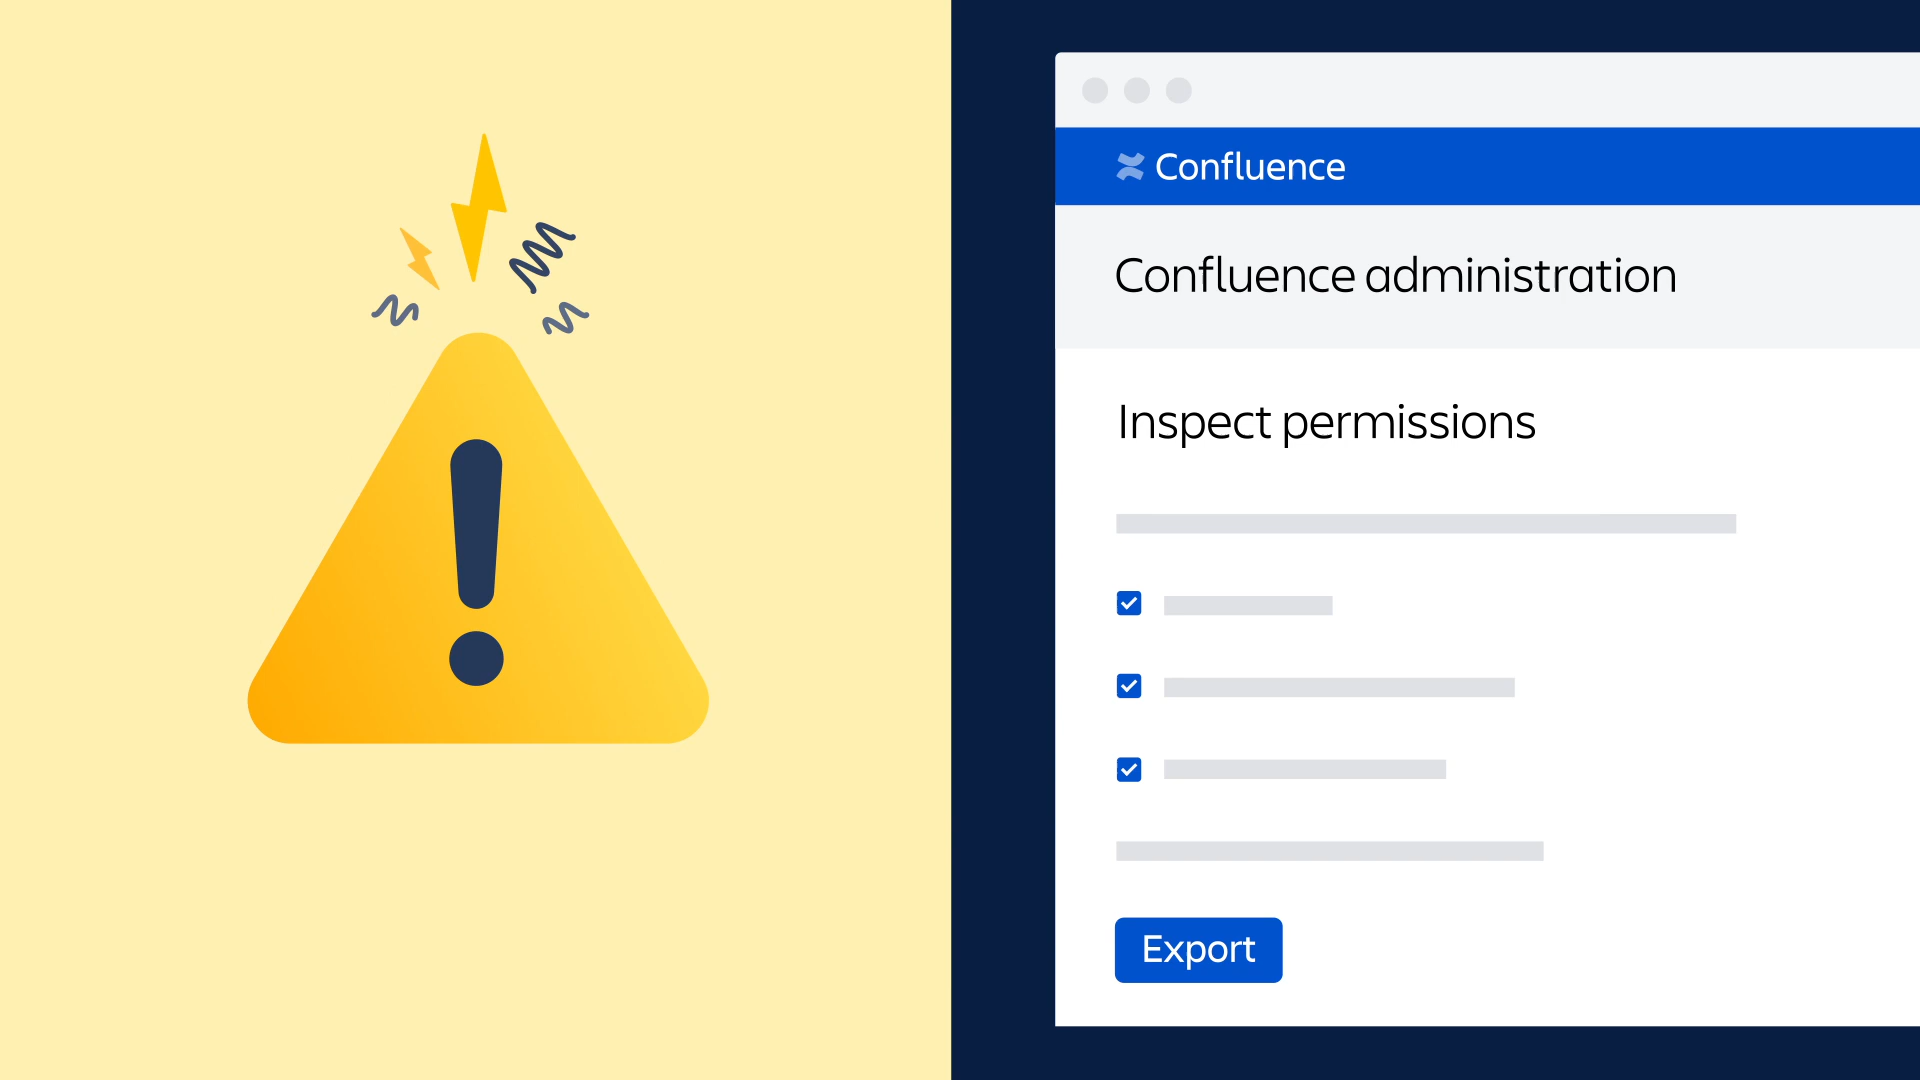 Confluence
Confluence administration
Inspect permissions
Export